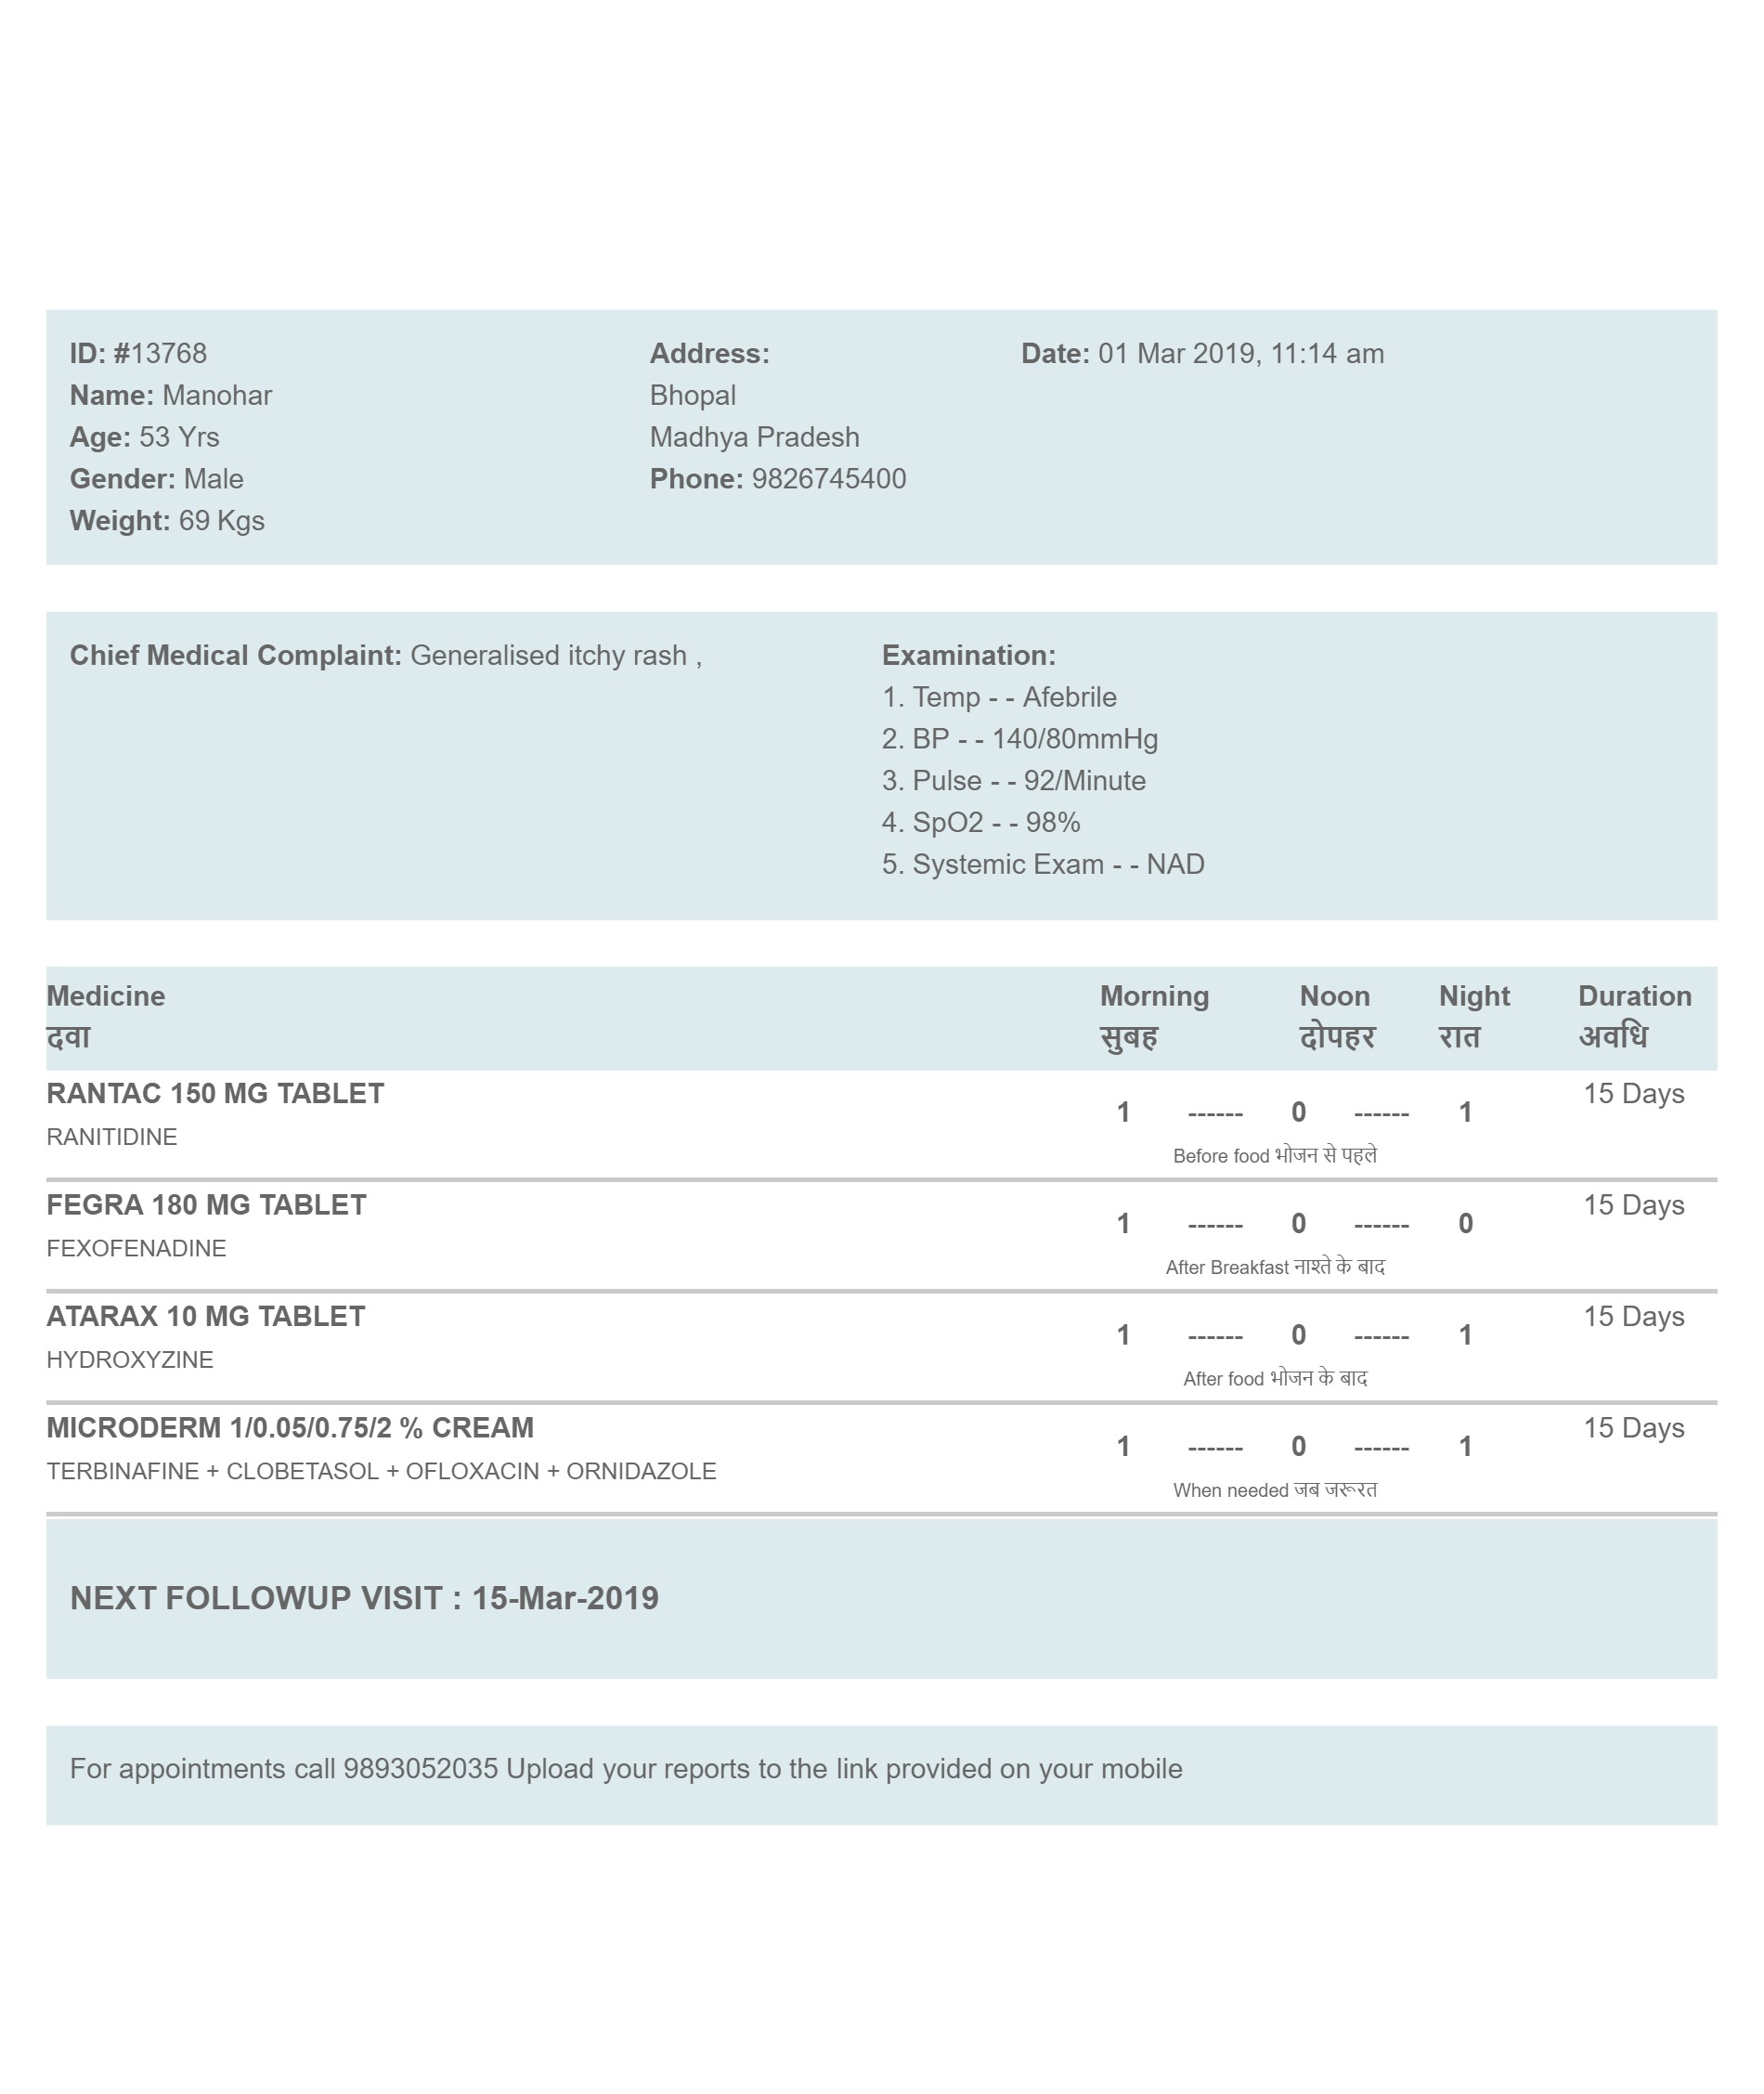 ID: #13768
Name: Manohar
Age: 53 Yrs
Gender: Male
Weight: 69 Kgs
Address:
Bhopal
Madhya Pradesh
Phone: 9826745400
Date: 01 Mar 2019, 11:14 am
Chief Medical Complaint: Generalised itchy rash ,
Examination:
1. Temp - - Afebrile
2. BP - - 140/80mmHg
3. Pulse - - 92/Minute
4. SpO2 - - 98%
5. Systemic Exam - - NAD
Medicine Morning Noon Night Duration
दवा सुबह दोपहर रात अवधि
RANTAC 150 MG TABLET 1 ------ 0 ------ 1 15 Days
RANITIDINE Before food भोजन से पहले
FEGRA 180 MG TABLET 1 ------ 0 ------ 0 15 Days
FEXOFENADINE After Breakfast नाश्ते के बाद
ATARAX 10 MG TABLET 1 ------ 0 ------ 1 15 Days
HYDROXYZINE After food भोजन के बाद
MICRODERM 1/0.05/0.75/2 % CREAM 1 ------ 0 ------ 1 15 Days
TERBINAFINE + CLOBETASOL + OFLOXACIN + ORNIDAZOLE When needed जब जरूरत
NEXT FOLLOWUP VISIT : 15-Mar-2019
For appointments call 9893052035 Upload your reports to the link provided on your mobile